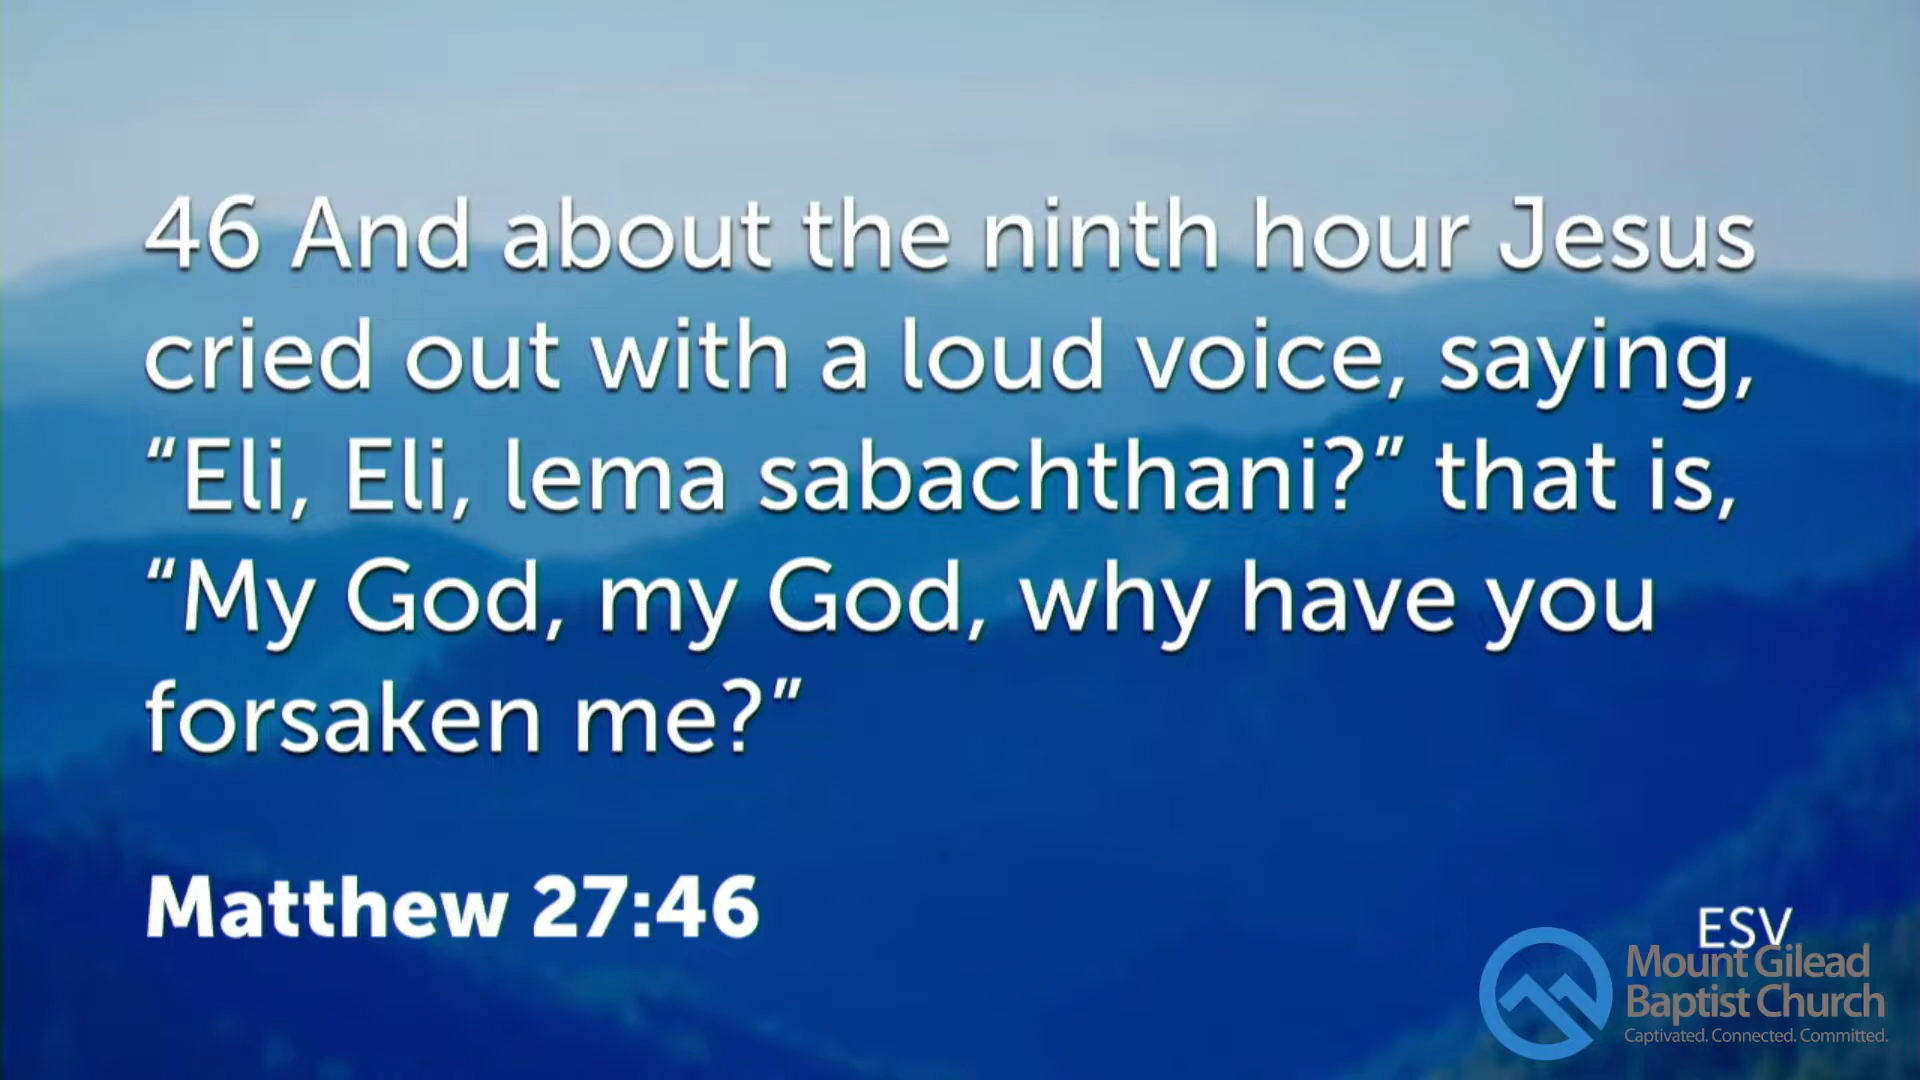 46 And about the ninth hour Jesus
cried out with a loud voice, saying,
“Eli, Eli, lema sabachthani?” that is,
“My God, my God, why have you
forsaken me?”
Matthew 27:46
ESV
Mount Gilead
Baptist Church
Captivated. Connected. Committed.